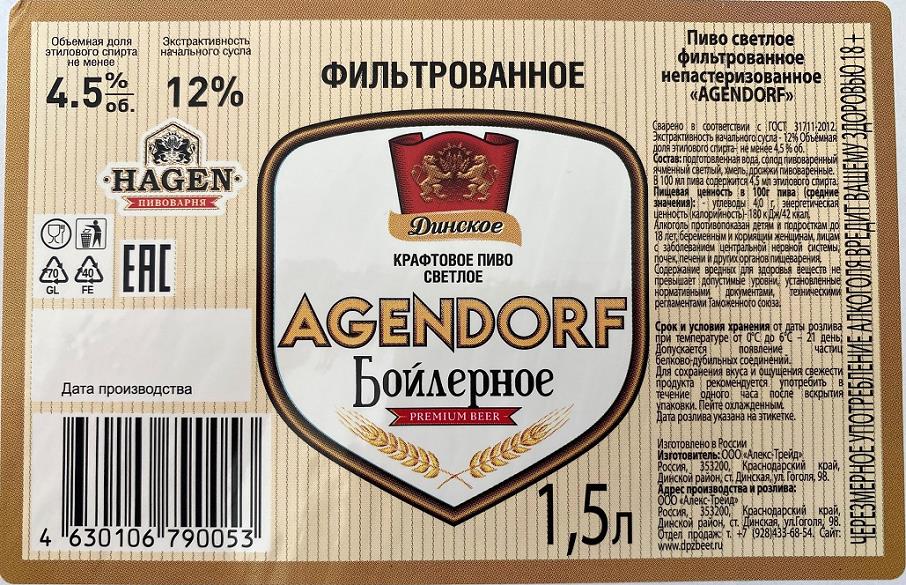 Объемная доля
этилового спирта
не менее
4.5% об.
Экстрактивность
начального сусла
12%
HAGEN
ПИВОВАРНЯ
70
GL
40
FE
ЕАС
Дата производства
4 630106 790053
ФИЛЬТРОВАННОЕ
Динское
КРАФТОВОЕ ПИВО
СВЕТЛОЕ
AGENDORF
Бойлерное
PREMIUM BEER
1,5л
Пиво светлое
фильтрованное
непастеризованное
«AGENDORF»
Сварено в соответствии с ГОСТ 31711-2012.
Экстрактивность начального сусла - 12% Объёмная
доля этилового спирта- не менее 4,5 % об.
Состав: подготовленная вода, солод пивоваренный
ячменный светлый, хмель, дрожжи пивоваренные.
В 100 мл пива содержится 4,5 мл этилового спирта.
Пищевая ценность в 100г пива (средние
значения): - углеводы 4,0 г, энергетическая
ценность (калорийность)- 180 кДж/42 ккал.
Алкоголь противопоказан детям и подросткам до
18 лет, беременным и кормящим женщинам, лицам
с заболеваниями центральной нервной системы,
почек, печени и других органов пищеварения.
Содержание вредных для здоровья веществ не
превышает допустимые уровни, установленные
нормативными документами, техническими
регламентами Таможенного союза.
Срок и условия хранения от даты розлива
при температуре от 0°С до 6°С - 21 день.
Допускается появление частиц
белково-дубильных соединений.
Для сохранения вкуса и ощущения свежести
продукта рекомендуется употребить в
течение одного часа после вскрытия
упаковки. Пейте охлажденным.
Дата розлива указана на этикетке.
Изготовлено в России
Изготовитель: ООО «Алекс-Трейд»
Россия, 353200, Краснодарский край,
Динской район, ст. Динская, ул. Гоголя, 98.
Адрес производства и розлива:
ООО «Алекс-Трейд»
Россия, 353200, Краснодарский край,
Динской район, ст. Динская, ул.Гоголя, 98.
Отдел продаж: т. +7 (928)433-68-54. Сайт:
www.dpzbeer.ru
ЧЕРЕЗМЕРНОЕ УПОТРЕБЛЕНИЕ АЛКОГОЛЯ ВРЕДИТ ВАШЕМУ ЗДОРОВЬЮ 18+